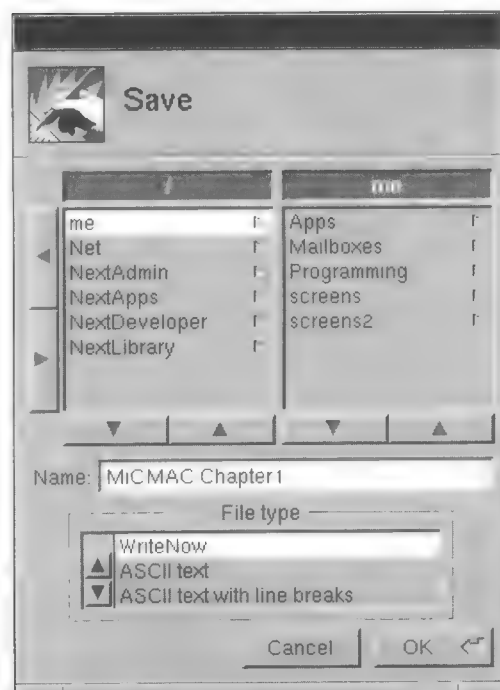 Save
/
me
Net
NextAdmin
NextApps
NextDeveloper
NextLibrary
Apps
Mailboxes
Programming
screens
screens2
Name: MiCMAC Chapter1
File type
WriteNow
ASCII text
ASCII text with line breaks
Cancel
OK